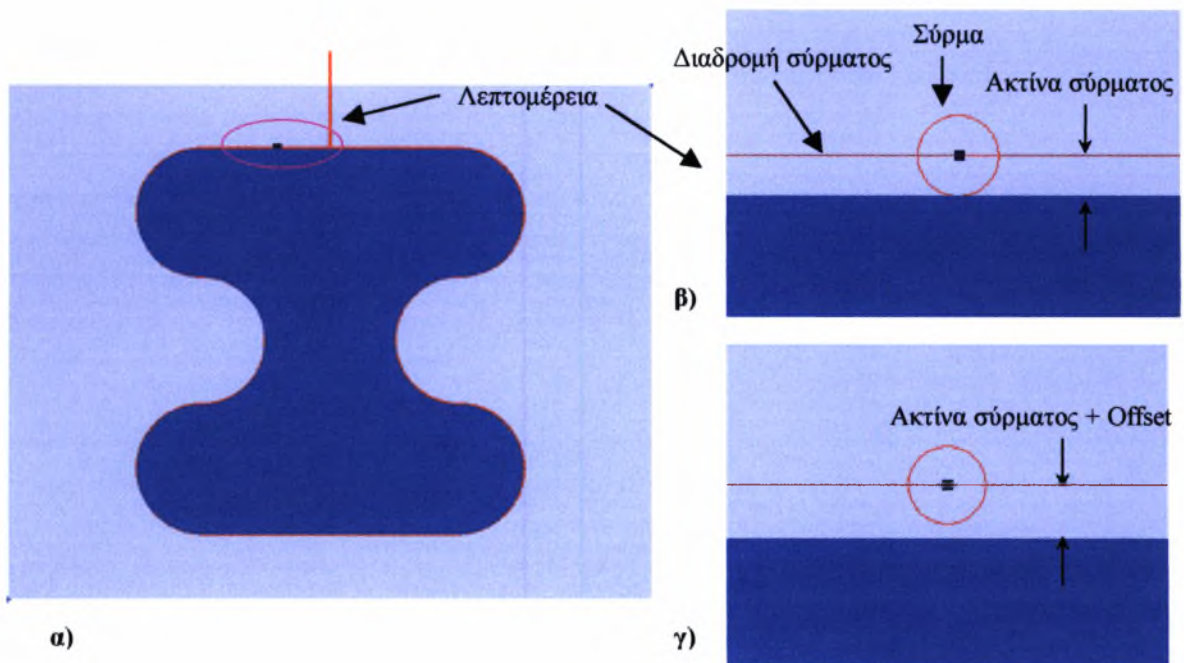 Σύρμα
Διαδρομή σύρματος
Ακτίνα σύρματος
Λεπτομέρεια
β)
Ακτίνα σύρματος + Offset
α)
γ)